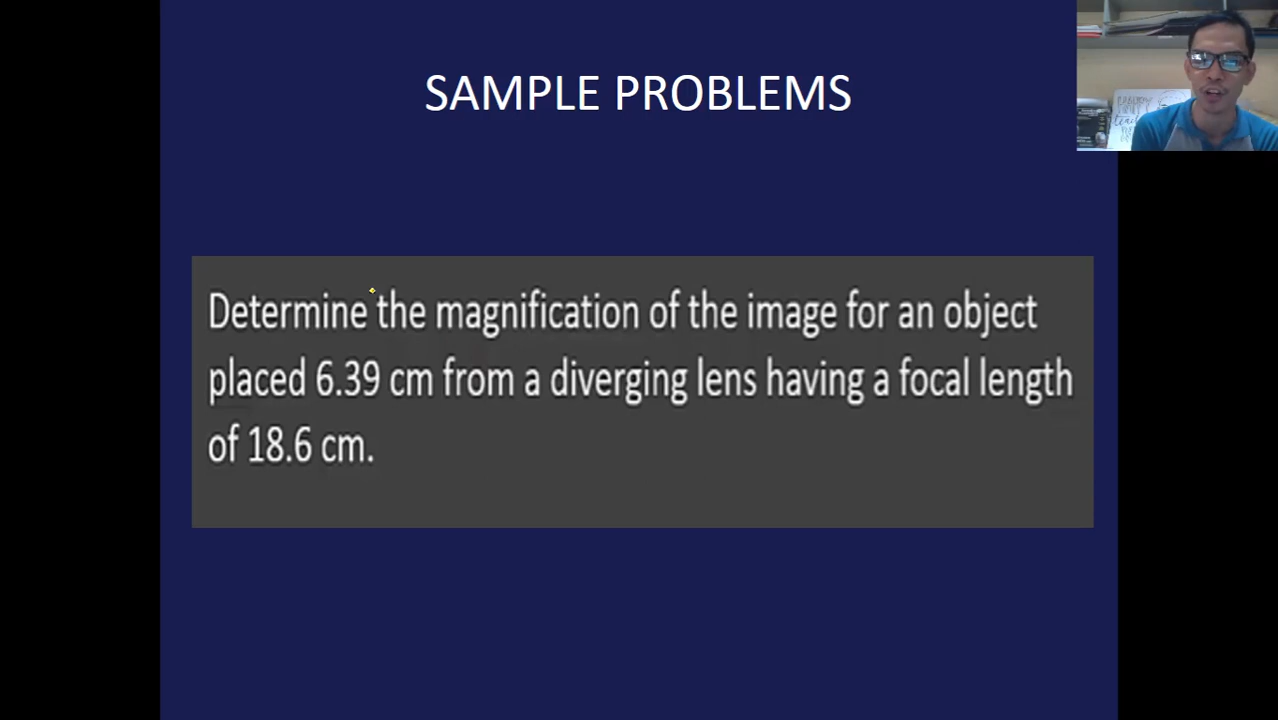 SAMPLE PROBLEMS
Determine the magnification of the image for an object
placed 6.39 cm from a diverging lens having a focal length
of 18.6 cm.